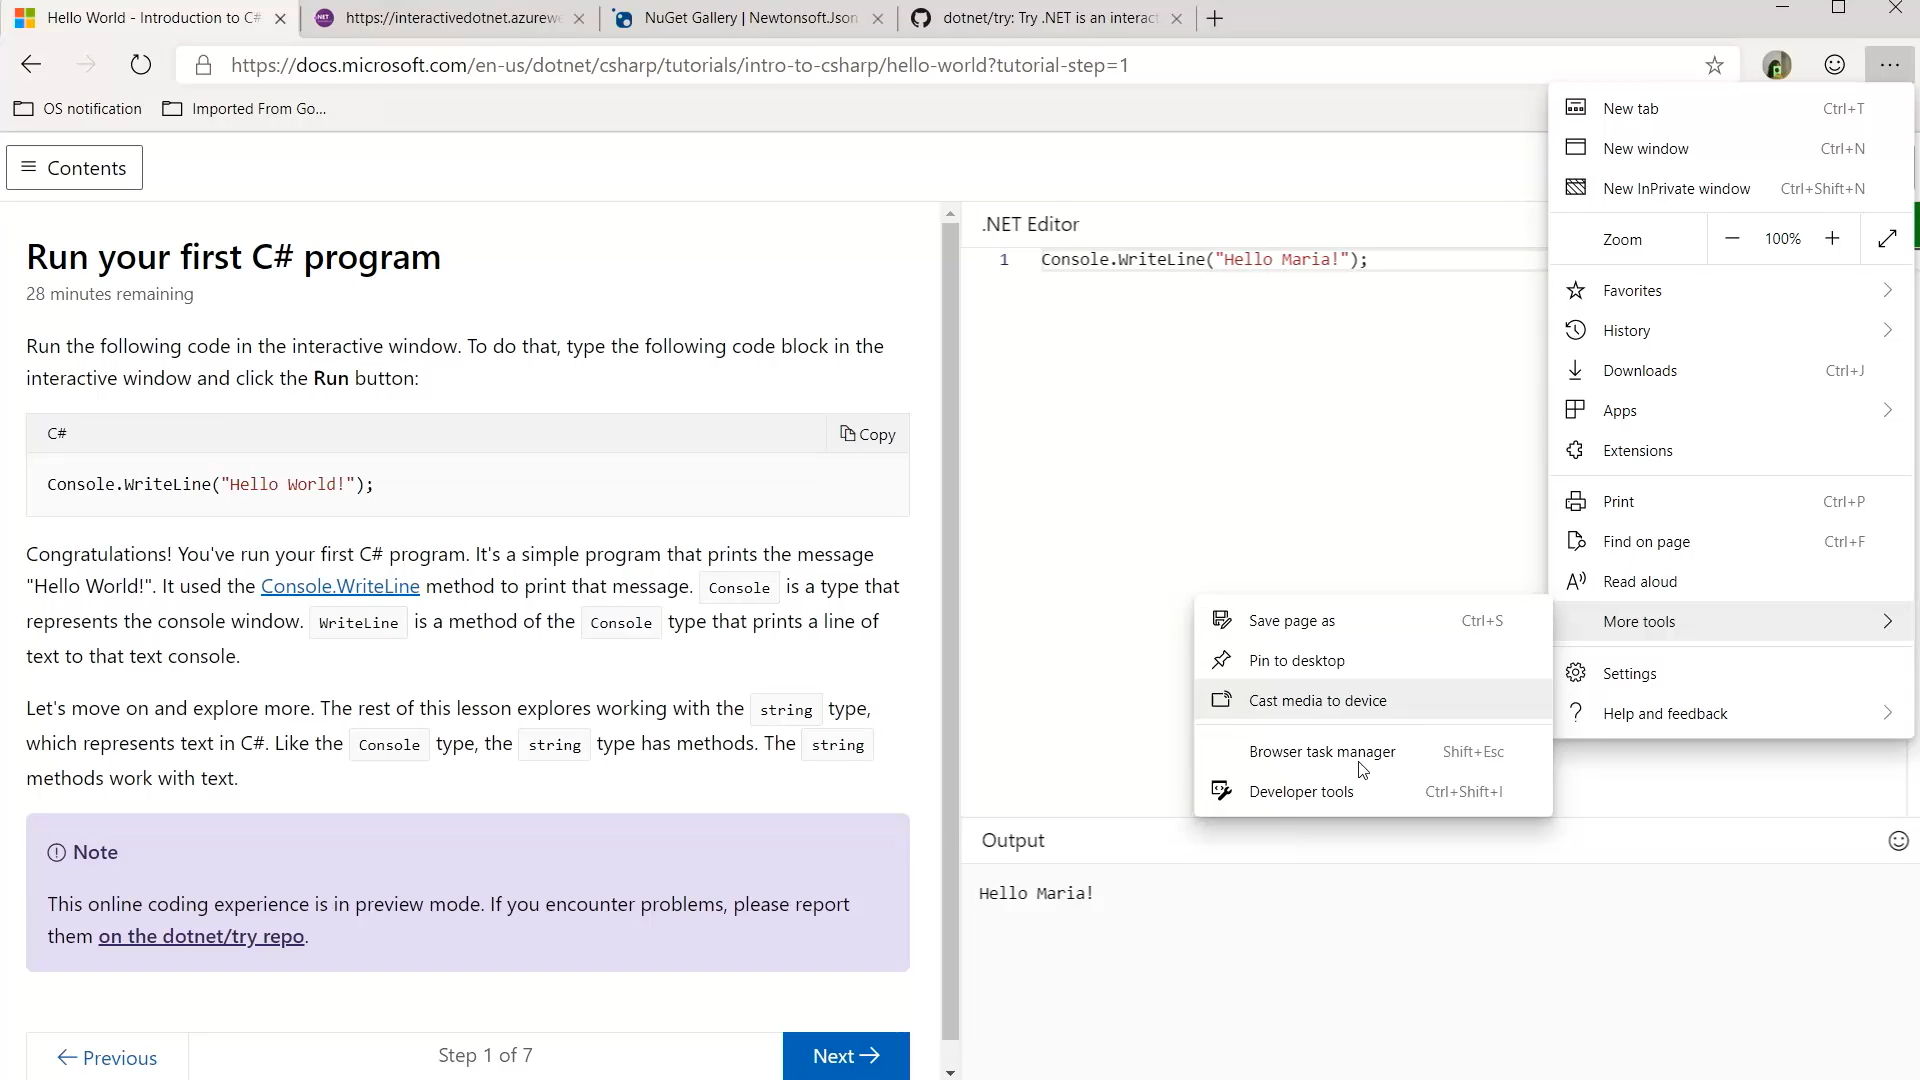 Hello World - Introduction to C#
https://interactivedotnet.azurewe
NuGet Gallery | Newtonsoft.Json
dotnet/try: Try .NET is an interact
https://docs.microsoft.com/en-us/dotnet/csharp/tutorials/intro-to-csharp/hello-world?tutorial-step=1
OS notification
Imported From Go...
Contents
Run your first C# program
28 minutes remaining
Run the following code in the interactive window. To do that, type the following code block in the
interactive window and click the Run button:
C#
Copy
Console.WriteLine("Hello World!");
Congratulations! You've run your first C# program. It's a simple program that prints the message
"Hello World!". It used the Console.WriteLine method to print that message. Console is a type that
represents the console window. WriteLine is a method of the Console type that prints a line of
text to that text console.
Let's move on and explore more. The rest of this lesson explores working with the string type,
which represents text in C#. Like the Console type, the string type has methods. The string
methods work with text.
Note
This online coding experience is in preview mode. If you encounter problems, please report
them on the dotnet/try repo.
Previous
Step 1 of 7
Next
.NET Editor
1 Console.WriteLine("Hello Maria!");
Output
Hello Maria!
New tab Ctrl+T
New window Ctrl+N
New InPrivate window Ctrl+Shift+N
Zoom 100%
Favorites
History
Downloads Ctrl+J
Apps
Extensions
Print Ctrl+P
Find on page Ctrl+F
Read aloud
More tools
Settings
Help and feedback
Save page as Ctrl+S
Pin to desktop
Cast media to device
Browser task manager Shift+Esc
Developer tools Ctrl+Shift+I